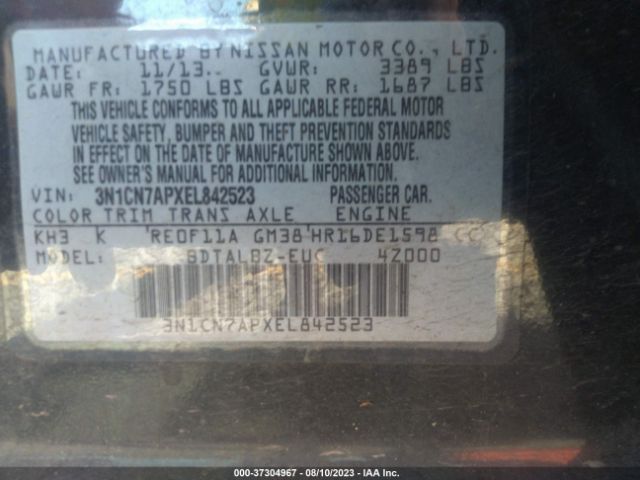 MANUFACTURED BY NISSAN MOTOR CO., LTD.
DATE: 11/13.. GVWR: 3389 LBS
GAWR FR: 1750 LBS GAWR RR: 1687 LBS
THIS VEHICLE CONFORMS TO ALL APPLICABLE FEDERAL MOTOR
VEHICLE SAFETY, BUMPER AND THEFT PREVENTION STANDARDS
IN EFFECT ON THE DATE OF MANUFACTURE SHOWN ABOVE.
SEE OWNER'S MANUAL FOR ADDITIONAL INFORMATION.
VIN: 3N1CN7APXEL842523 PASSENGER CAR.
COLOR TRIM TRANS AXLE ENGINE
KH3 K RE0F11A GM38 HR16DE1598 CC
MODEL: BDTALBZ-EUC 4Z000
3N1CN7APXEL842523
000-37304967 - 08/10/2023 - IAA Inc.